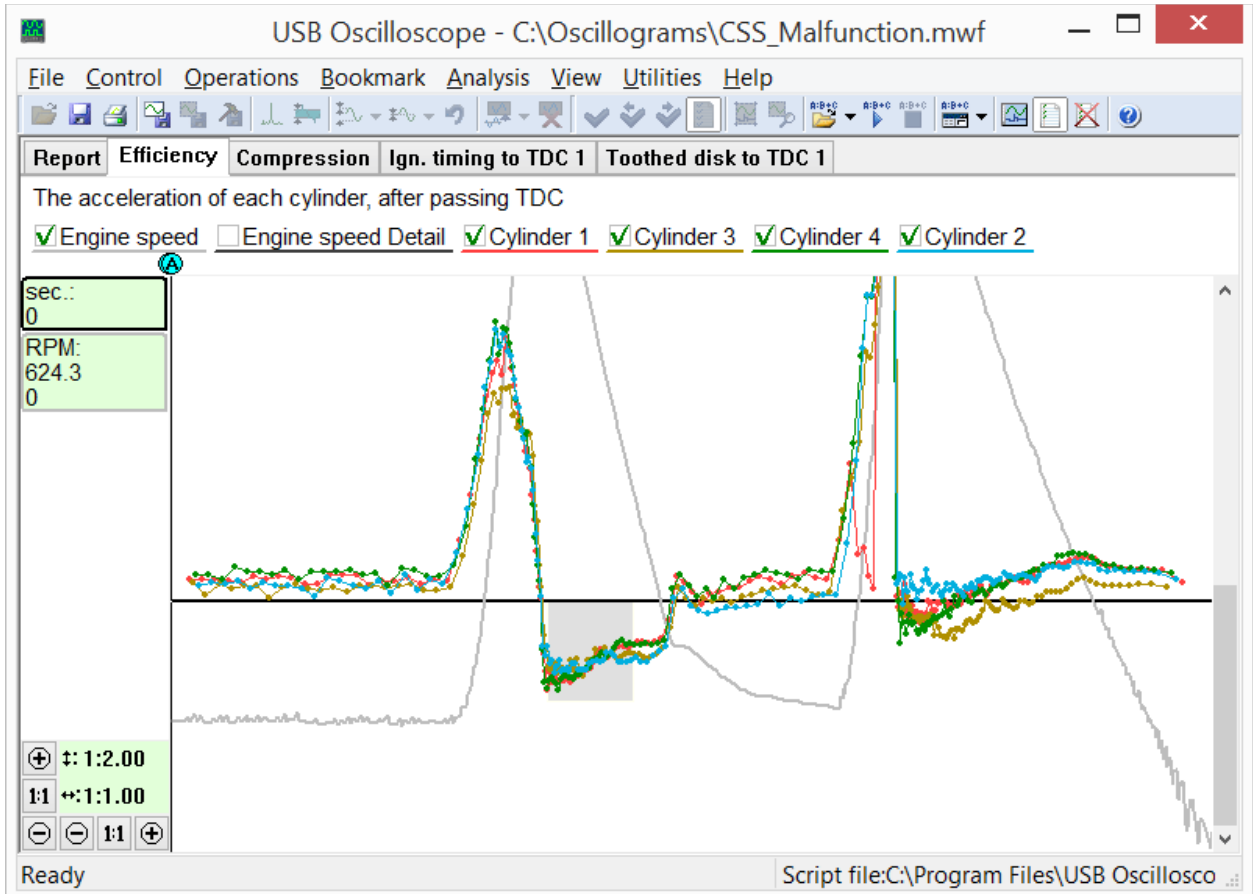 USB Oscilloscope - C:\Oscillograms\CSS_Malfunction.mwf
File Control Operations Bookmark Analysis View Utilities Help
A:B+C A:B+C A:B+C A:B+C
Report Efficiency Compression Ign. timing to TDC 1 Toothed disk to TDC 1
The acceleration of each cylinder, after passing TDC
Engine speed Engine speed Detail Cylinder 1 Cylinder 3 Cylinder 4 Cylinder 2
A
sec.:
0
RPM:
624.3
0
1:2.00
1:1 1:1.00
1:1
Ready Script file:C:\Program Files\USB Oscillosco